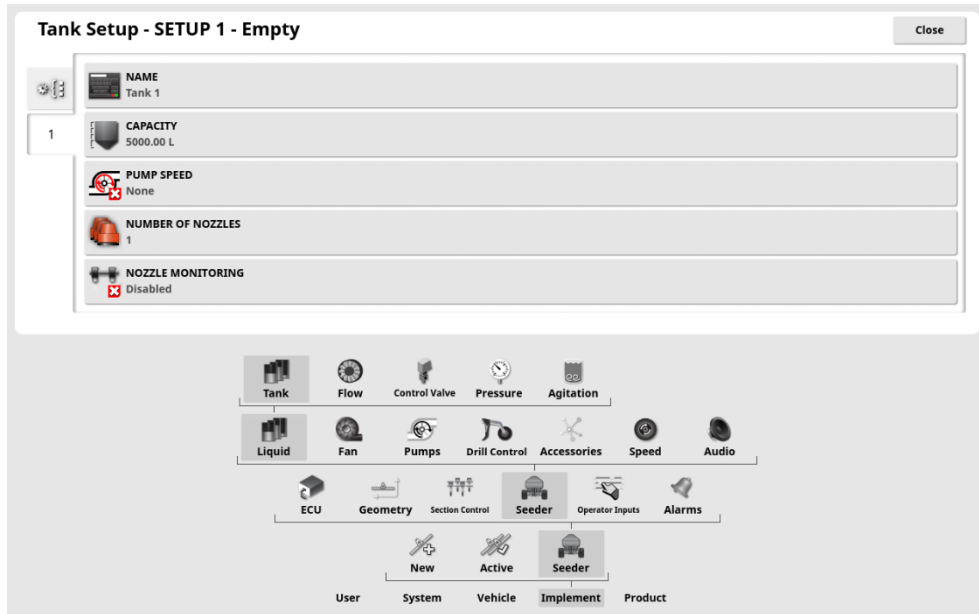 Tank Setup - SETUP 1 - Empty
Close
NAME
Tank 1
1
CAPACITY
5000.00 L
PUMP SPEED
None
NUMBER OF NOZZLES
1
NOZZLE MONITORING
Disabled
Tank Flow Control Valve Pressure Agitation
Liquid Fan Pumps Drill Control Accessories Speed Audio
ECU Geometry Section Control Seeder Operator Inputs Alarms
New Active Seeder
User System Vehicle Implement Product